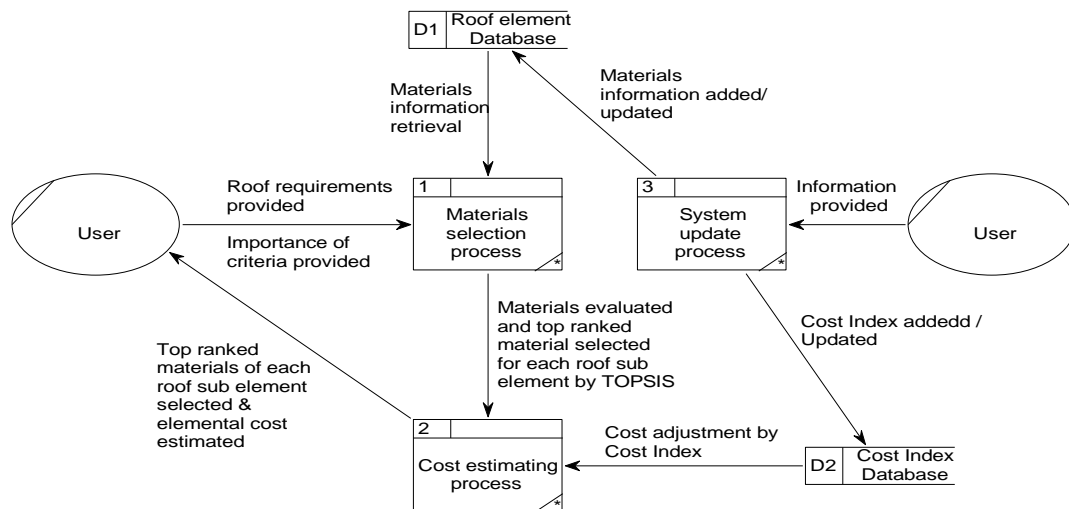 D1
Roof element
Database
Materials
information
retrieval
Materials
information added/
updated
User
Roof requirements
provided
Importance of
criteria provided
1
Materials
selection
process
*
3
System
update
process
*
Information
provided
User
Materials evaluated
and top ranked
material selected
for each roof sub
element by TOPSIS
Cost Index addedd /
Updated
Top ranked
materials of each
roof sub element
selected &
elemental cost
estimated
2
Cost estimating
process
*
Cost adjustment by
Cost Index
D2
Cost Index
Database